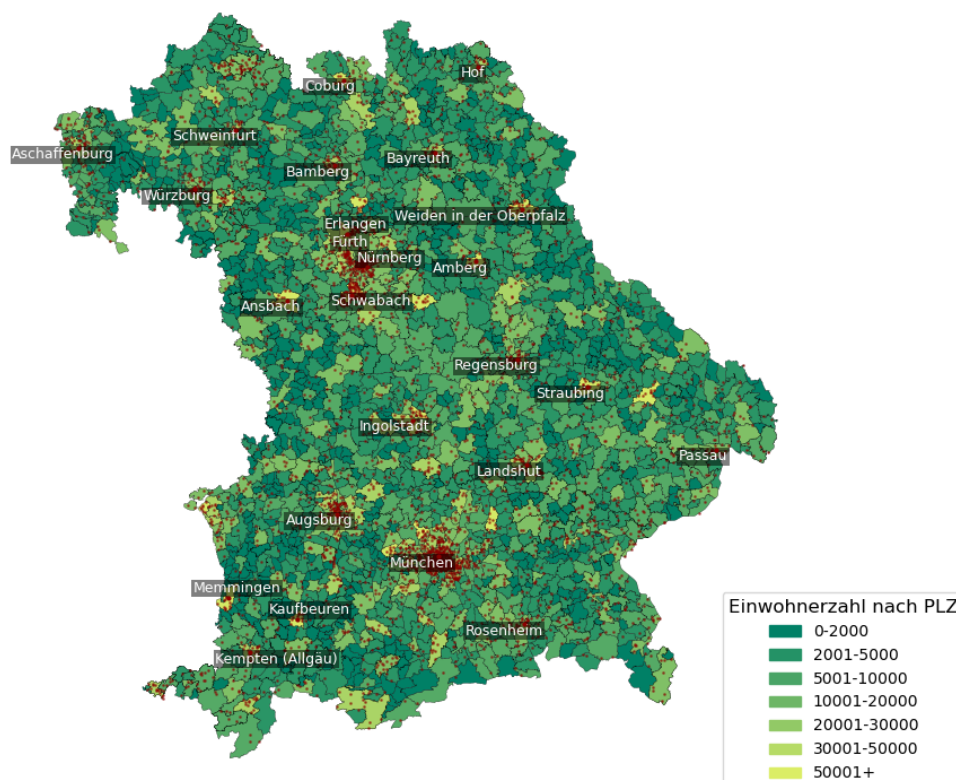 Hof
Coburg
Schweinfurt
Aschaffenburg
Bayreuth
Bamberg
Würzburg
Weiden in der Oberpfalz
Erlangen
Fürth
Nürnberg
Amberg
Schwabach
Ansbach
Regensburg
Straubing
Ingolstadt
Passau
Landshut
Augsburg
München
Memmingen
Kaufbeuren
Rosenheim
Kempten (Allgäu)
Einwohnerzahl nach PLZ
0-2000
2001-5000
5001-10000
10001-20000
20001-30000
30001-50000
50001+